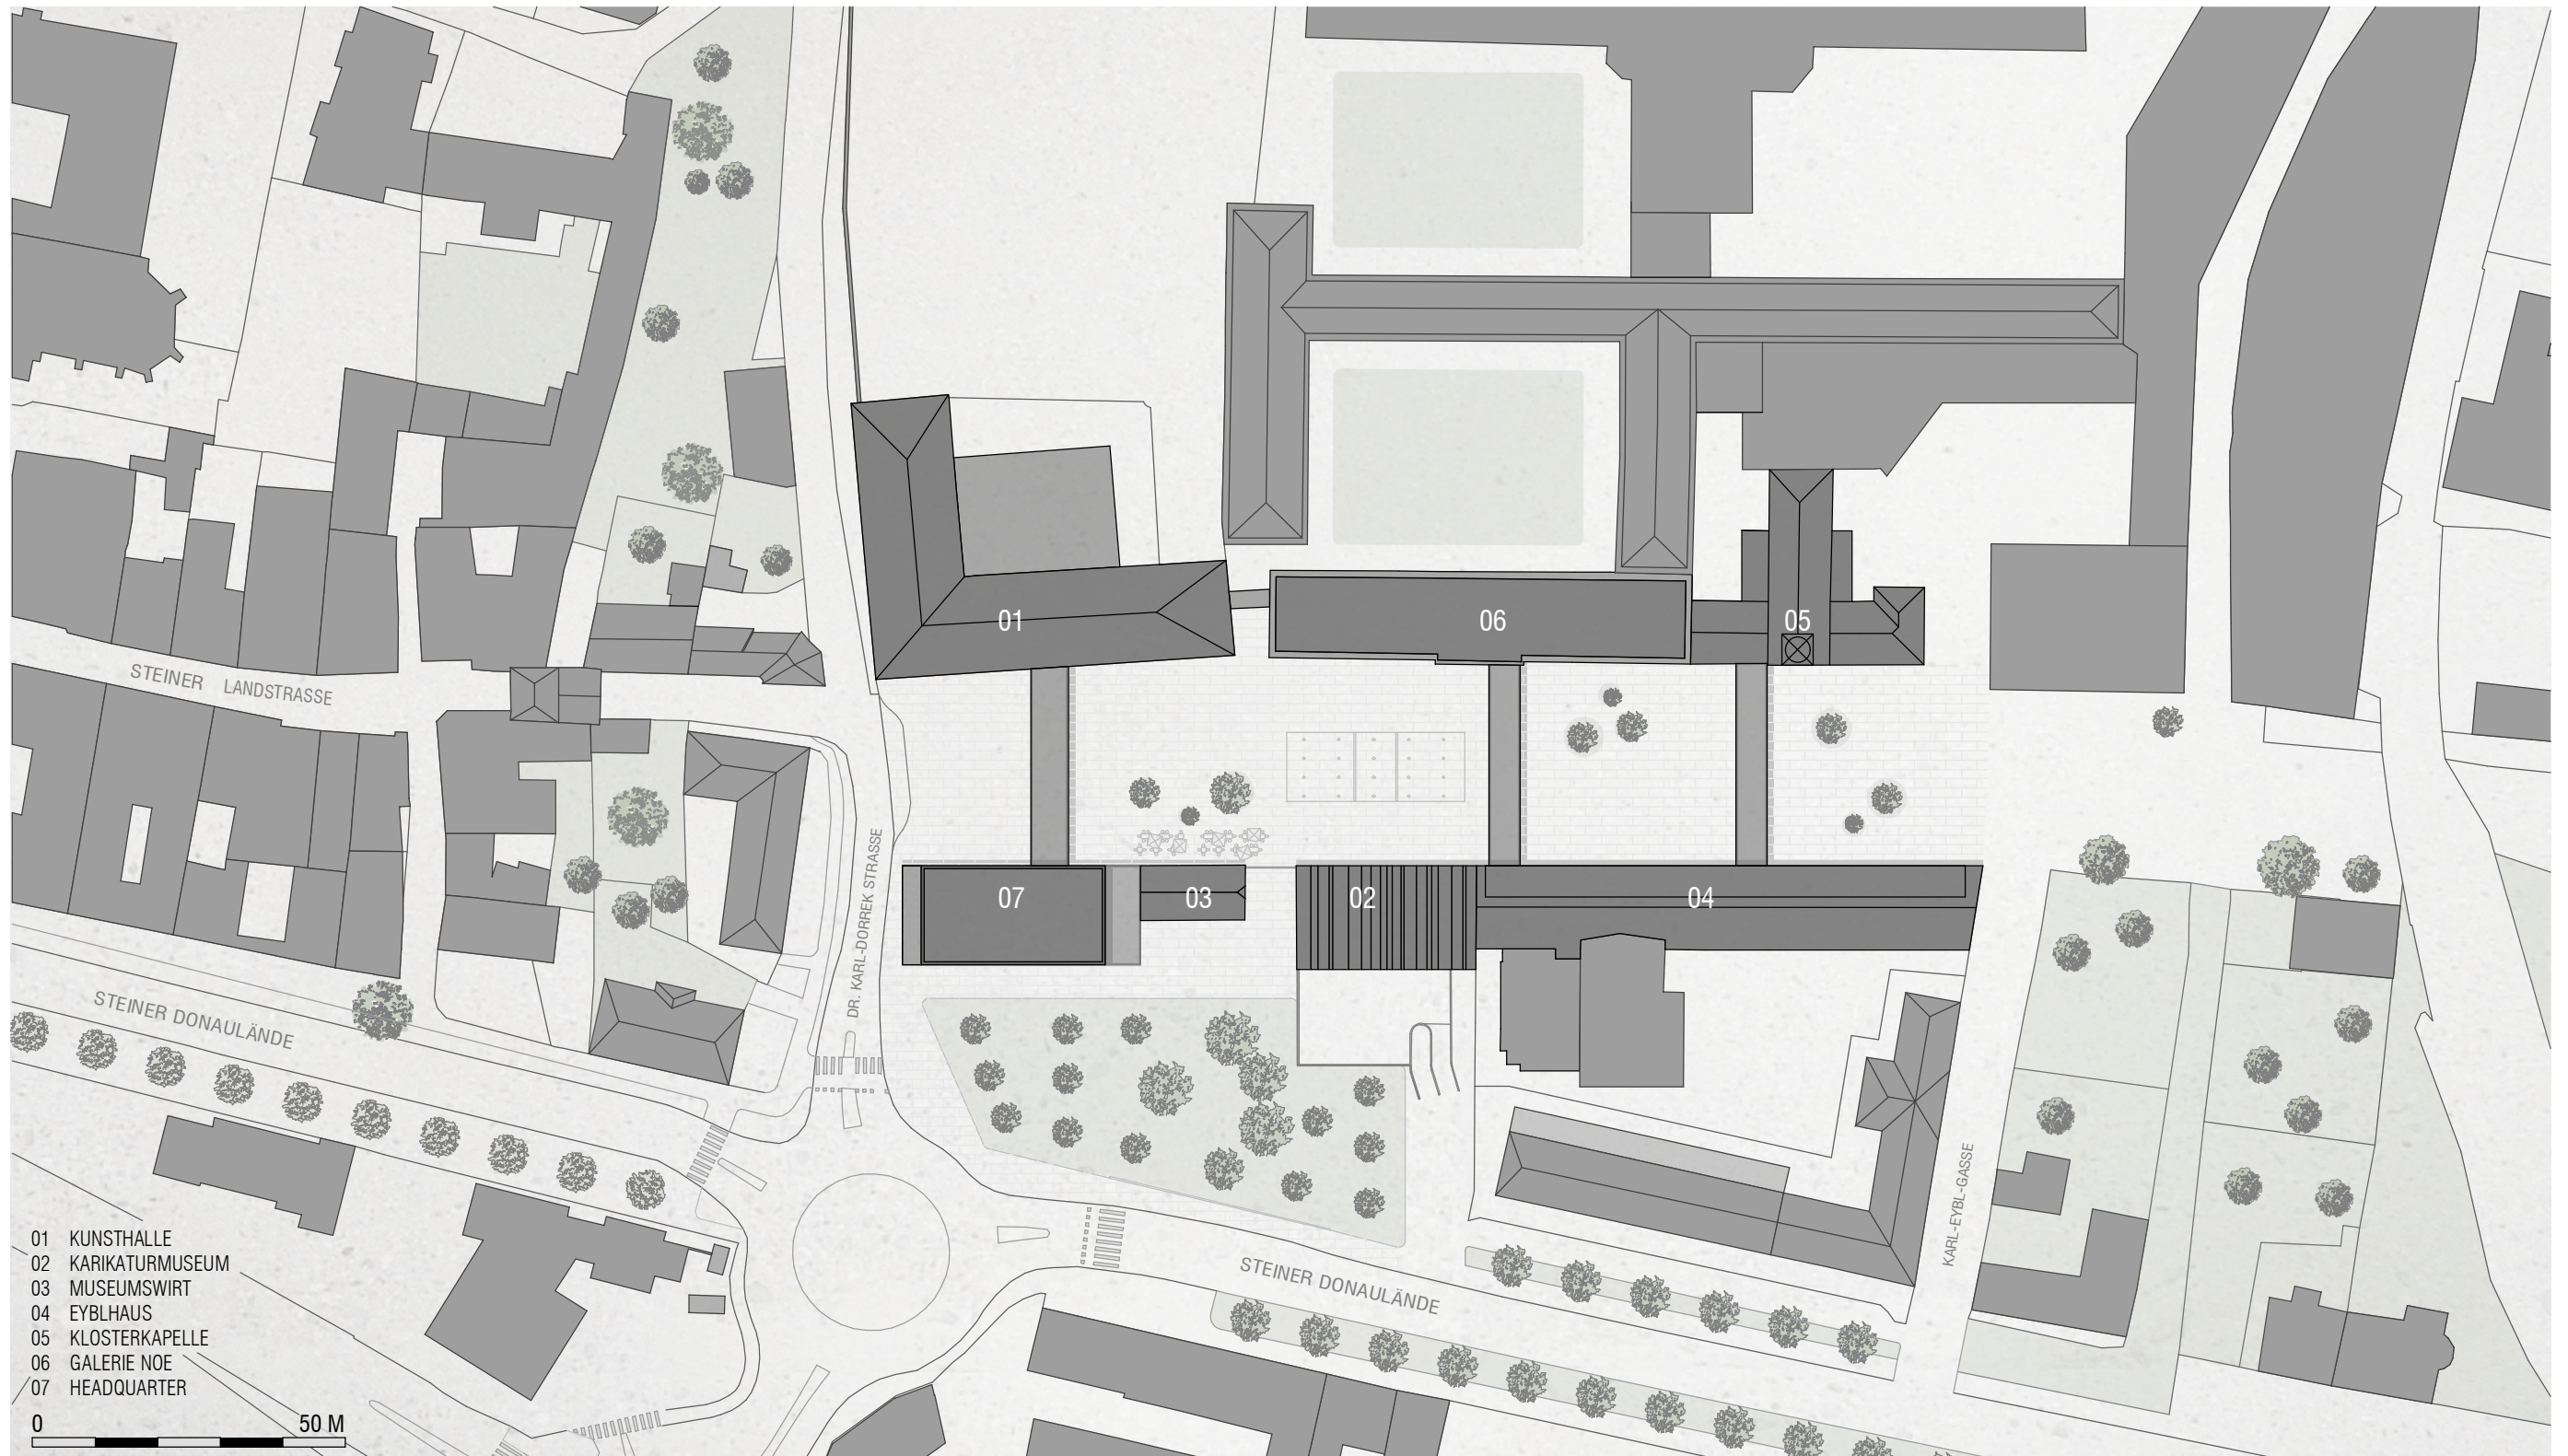 01
06
05
STEINER LANDSTRASSE
07
03
02
04
DR. KARL-DORREK STRASSE
STEINER DONAULÄNDE
KARL-EYBL-GASSE
STEINER DONAULÄNDE
01 KUNSTHALLE
02 KARIKATURMUSEUM
03 MUSEUMSWIRT
04 EYBLHAUS
05 KLOSTERKAPELLE
06 GALERIE NOE
07 HEADQUARTER
0 50 M